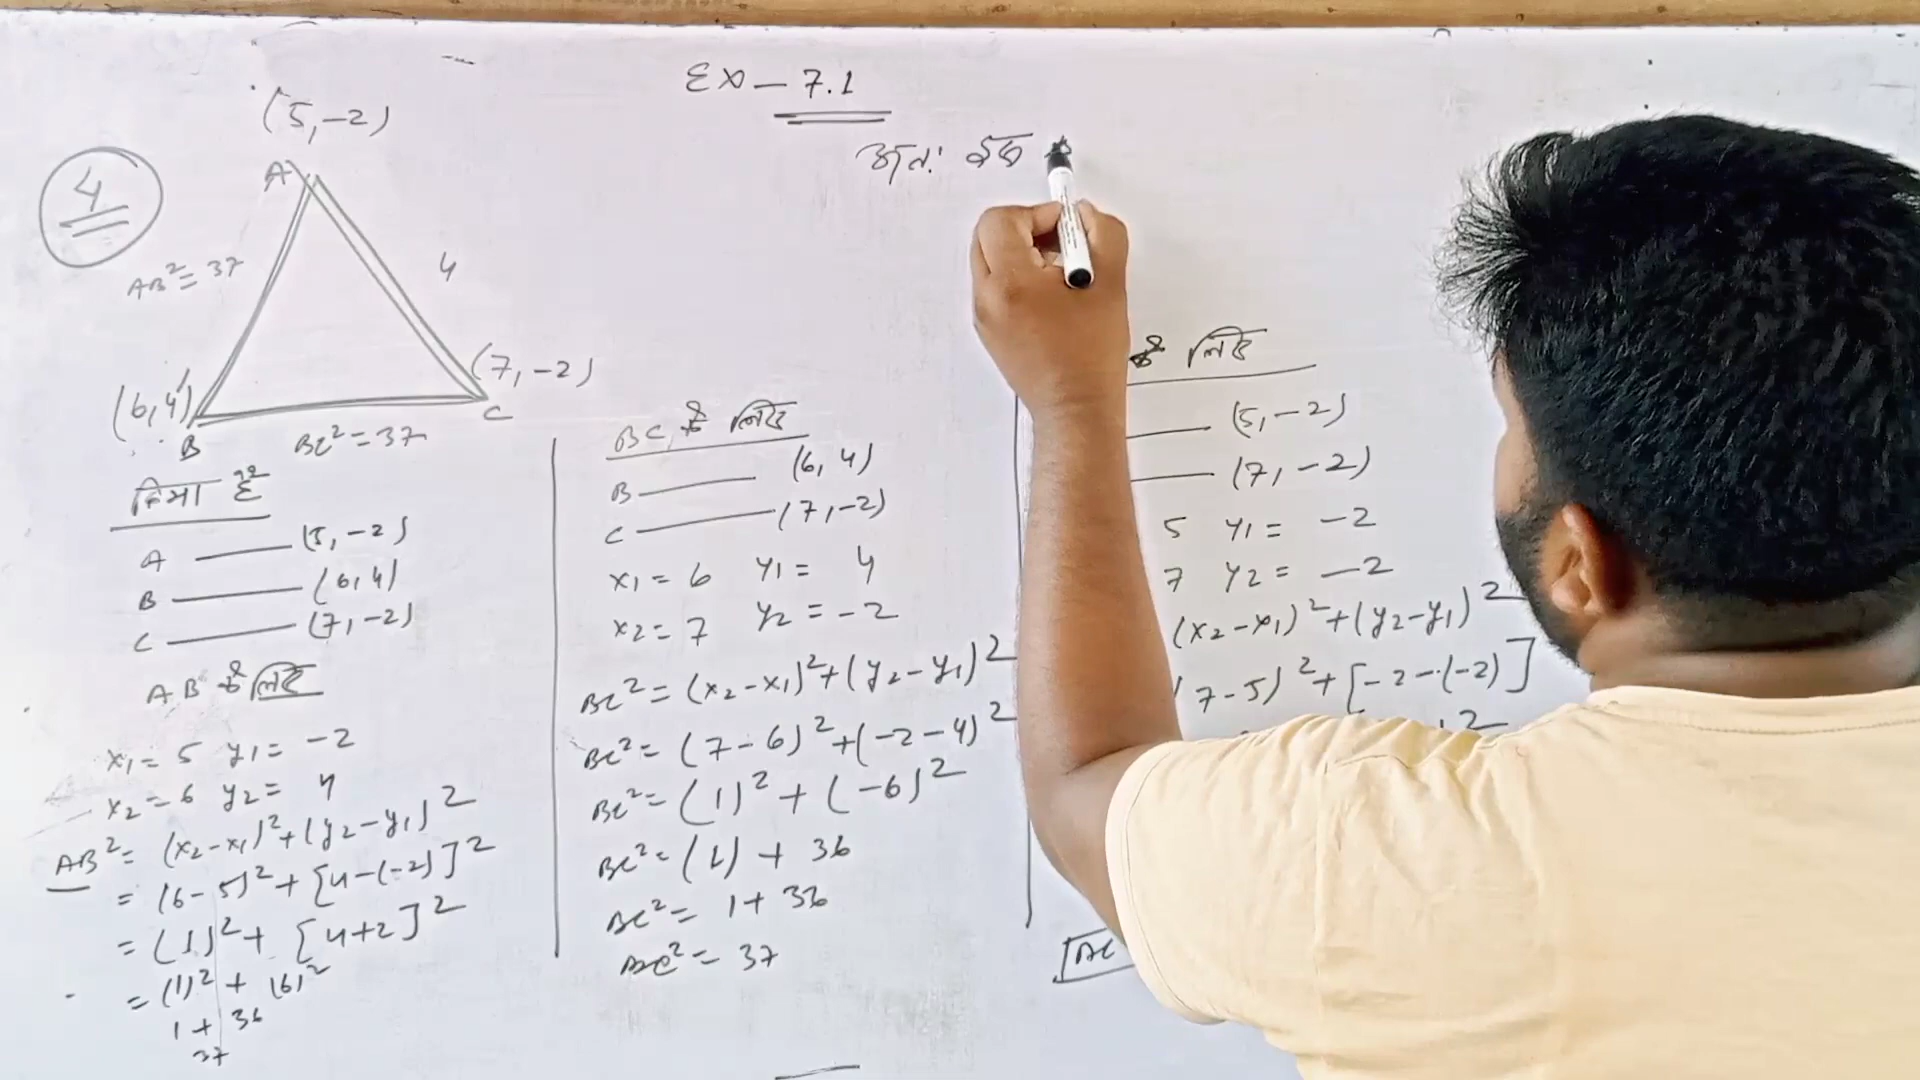 Ex - 7.1
अतः
4
(5, -2)
A
AB² = 37
4
(6, 4)
(7, -2)
B
C
BC² = 37
दिया है
A — (5, -2)
B — (6, 4)
C — (7, -2)
AB के लिए
x₁ = 5 y₁ = -2
x₂ = 6 y₂ = 4
AB² = (x₂-x₁)² + (y₂-y₁)²
= (6-5)² + [4-(-2)]²
= (1)² + [4+2]²
= (1)² + (6)²
1 + 36
37
BC के लिए
B — (6, 4)
C — (7, -2)
x₁ = 6 y₁ = 4
x₂ = 7 y₂ = -2
BC² = (x₂-x₁)² + (y₂-y₁)²
BC² = (7-6)² + (-2-4)²
BC² = (1)² + (-6)²
BC² = (1) + 36
BC² = 1 + 36
BC² = 37
के लिए
— (5, -2)
— (7, -2)
5 y₁ = -2
7 y₂ = -2
(x₂-x₁)² + (y₂-y₁)²
(7-5)² + [-2-(-2)]
AC